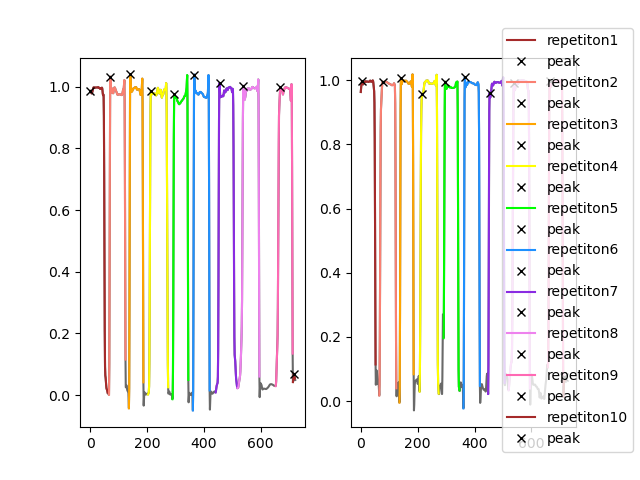 1.0
0.8
0.6
0.4
0.2
0.0
0
200
400
600
1.0
0.8
0.6
0.4
0.2
0.0
0
200
400
600
repetiton1
peak
repetiton2
peak
repetiton3
peak
repetiton4
peak
repetiton5
peak
repetiton6
peak
repetiton7
peak
repetiton8
peak
repetiton9
peak
repetiton10
peak